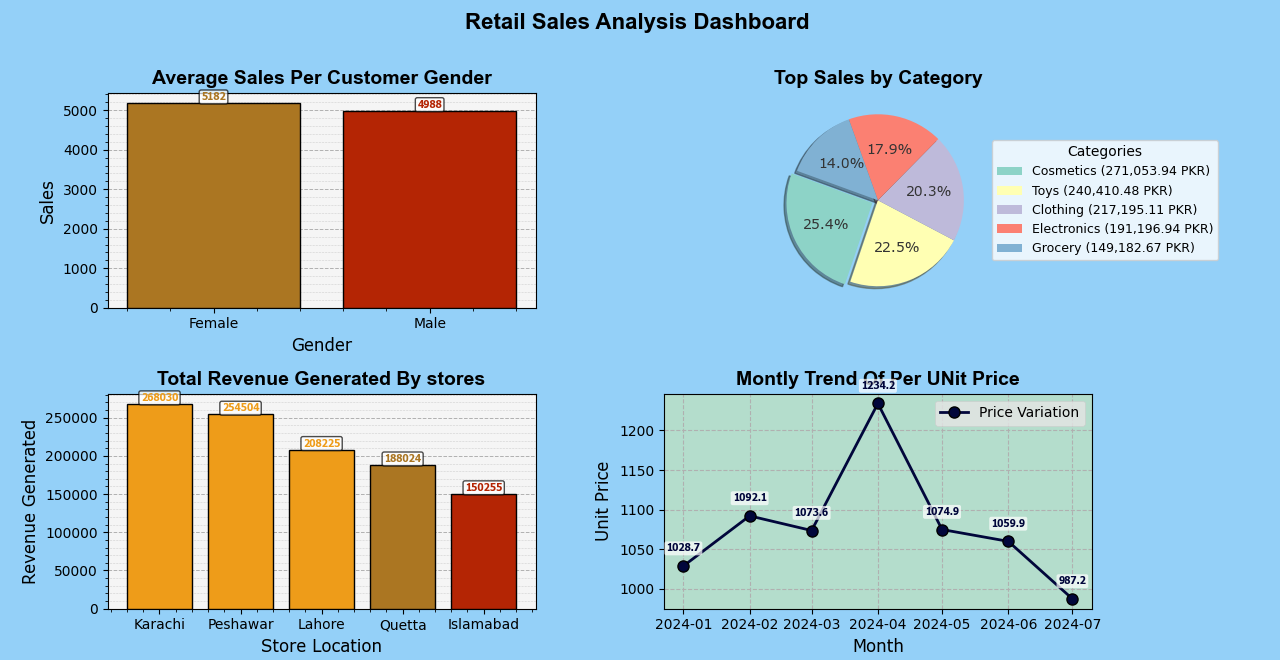 Retail Sales Analysis Dashboard
Average Sales Per Customer Gender
5182
4988
5000
4000
3000
2000
1000
0
Sales
Female
Male
Gender
Top Sales by Category
17.9%
14.0%
20.3%
25.4%
22.5%
Categories
Cosmetics (271,053.94 PKR)
Toys (240,410.48 PKR)
Clothing (217,195.11 PKR)
Electronics (191,196.94 PKR)
Grocery (149,182.67 PKR)
Total Revenue Generated By stores
268030
254504
208225
188024
150255
250000
200000
150000
100000
50000
0
Revenue Generated
Karachi
Peshawar
Lahore
Quetta
Islamabad
Store Location
Montly Trend Of Per UNit Price
1234.2
Price Variation
1092.1
1073.6
1074.9
1059.9
1028.7
987.2
1200
1150
1100
1050
1000
Unit Price
2024-01
2024-02
2024-03
2024-04
2024-05
2024-06
2024-07
Month